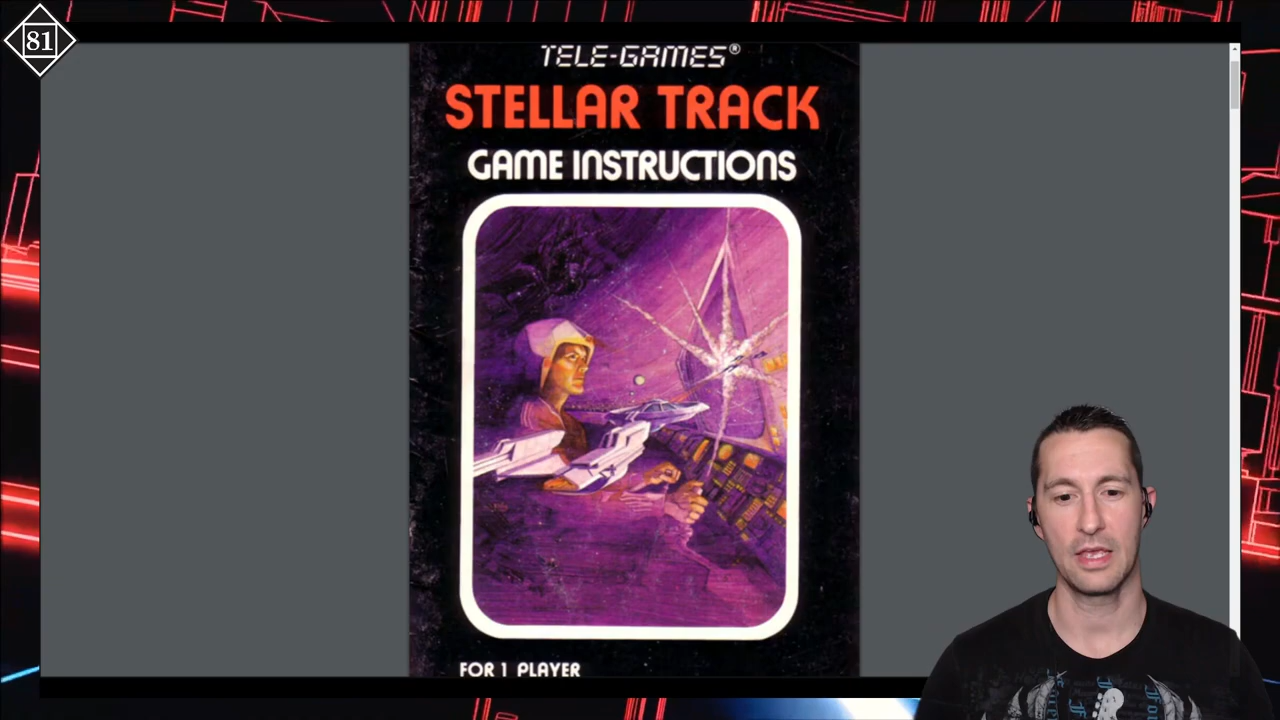 81
TELE-GAMES®
STELLAR TRACK
GAME INSTRUCTIONS
FOR 1 PLAYER